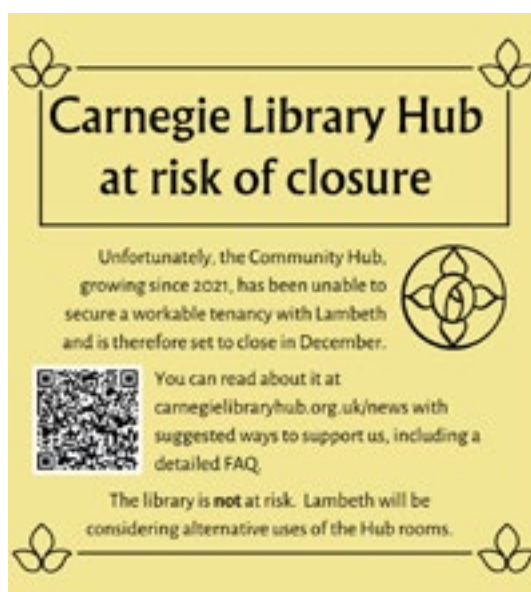 Carnegie Library Hub
at risk of closure
Unfortunately, the Community Hub,
growing since 2021, has been unable to
secure a workable tenancy with Lambeth
and is therefore set to close in December.
You can read about it at
carnegielibraryhub.org.uk/news with
suggested ways to support us, including a
detailed FAQ.
The library is not at risk. Lambeth will be
considering alternative uses of the Hub rooms.